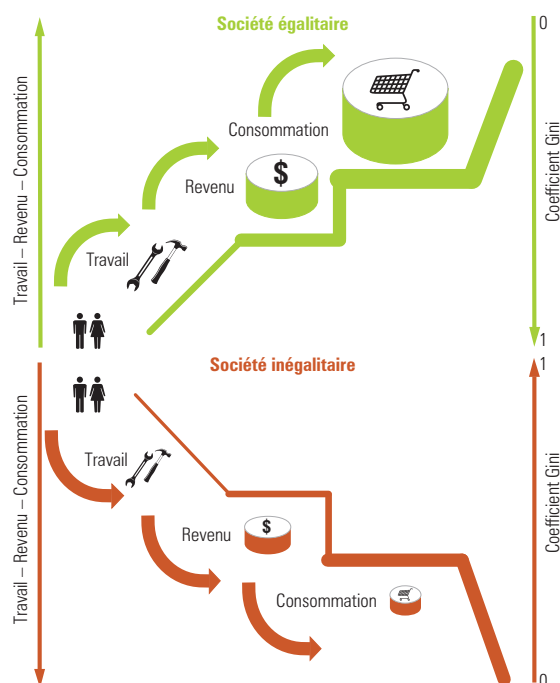 Société égalitaire
0
Travail – Revenu – Consommation
Consommation
$
Revenu
Travail
Coefficient Gini
1
Société inégalitaire
1
Travail – Revenu – Consommation
Travail
Coefficient Gini
$
Revenu
Consommation
0